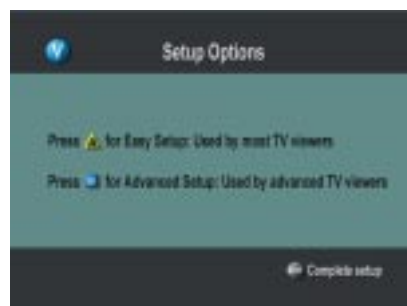 V
Setup Options
Press A for Easy Setup: Used by most TV viewers
Press for Advanced Setup: Used by advanced TV viewers
Complete setup